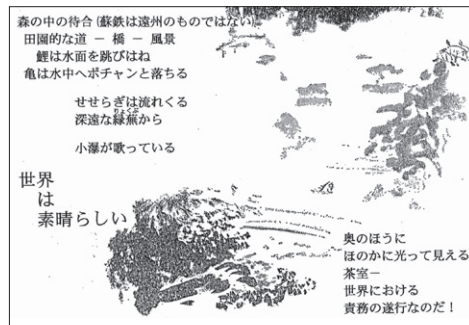 森の中の待合(蘇鉄は遠州のものではない)
田園的な道 － 橋 － 風景
鯉は水面を跳びはね
亀は水中へポチャンと落ちる
せせらぎは流れくる
深遠な緑蕪から
りょくぶ
小瀑が歌っている
世界
は
素晴らしい
奥のほうに
ほのかに光って見える
茶室－
世界における
責務の遂行なのだ！